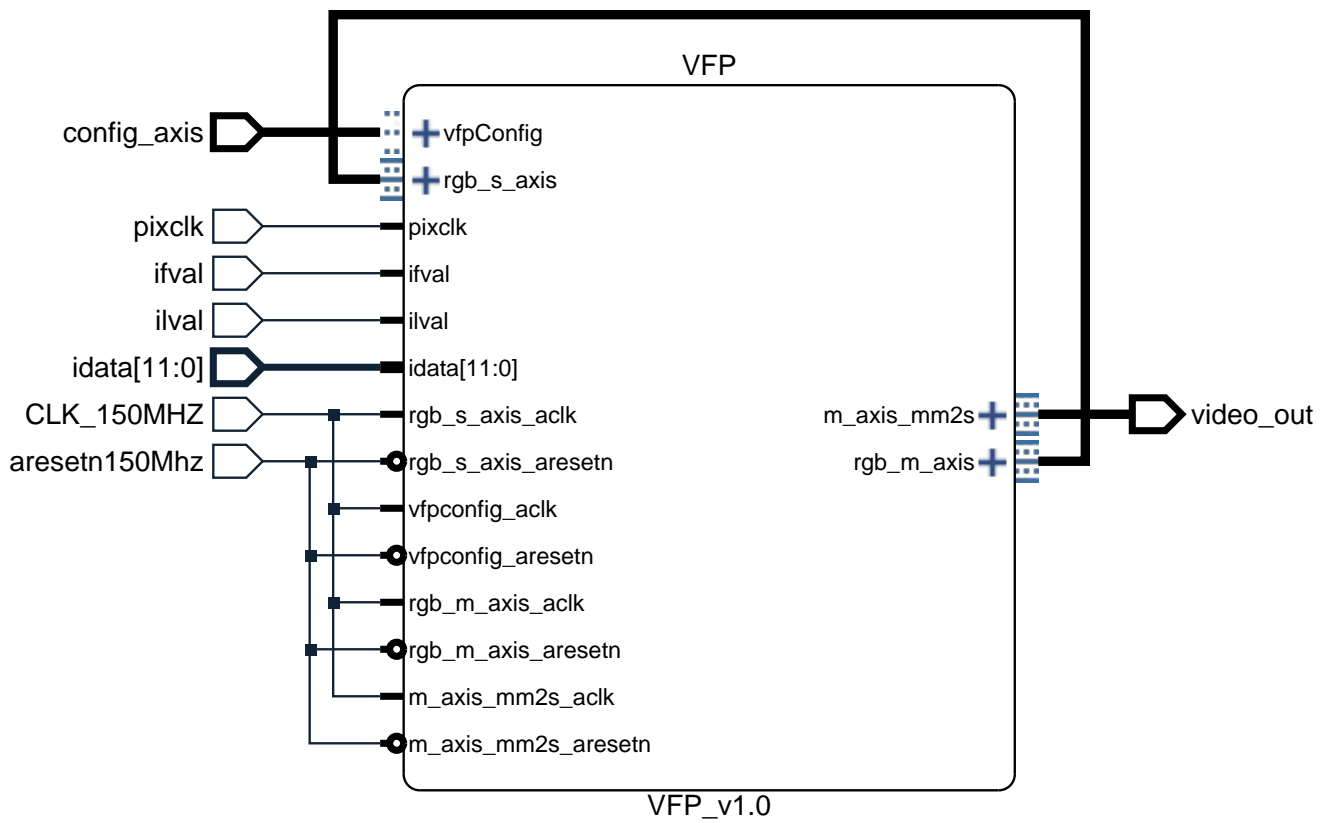 VFP
config_axis
vfpConfig
rgb_s_axis
pixclk
pixclk
ifval
ifval
ilval
ilval
idata[11:0]
idata[11:0]
CLK_150MHZ
rgb_s_axis_aclk
m_axis_mm2s
video_out
aresetn150Mhz
rgb_s_axis_aresetn
rgb_m_axis
vfpconfig_aclk
vfpconfig_aresetn
rgb_m_axis_aclk
rgb_m_axis_aresetn
m_axis_mm2s_aclk
m_axis_mm2s_aresetn
VFP_v1.0